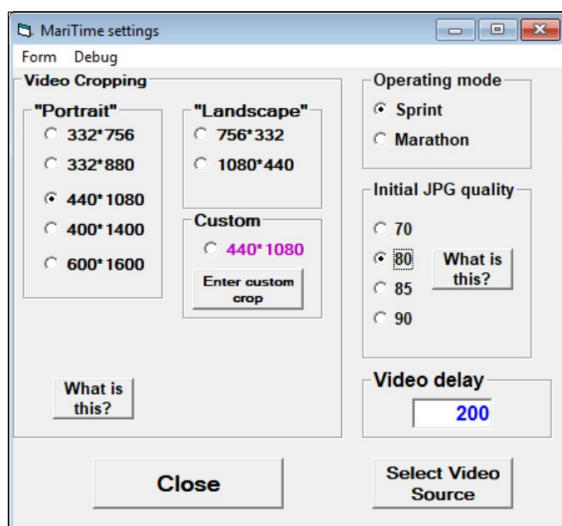 MariTime settings
Form Debug
Video Cropping
"Portrait"
332*756
332*880
440*1080
400*1400
600*1600
"Landscape"
756*332
1080*440
Custom
440*1080
Enter custom
crop
What is
this?
Operating mode
Sprint
Marathon
Initial JPG quality
70
80
85
90
What is
this?
Video delay
200
Close
Select Video
Source